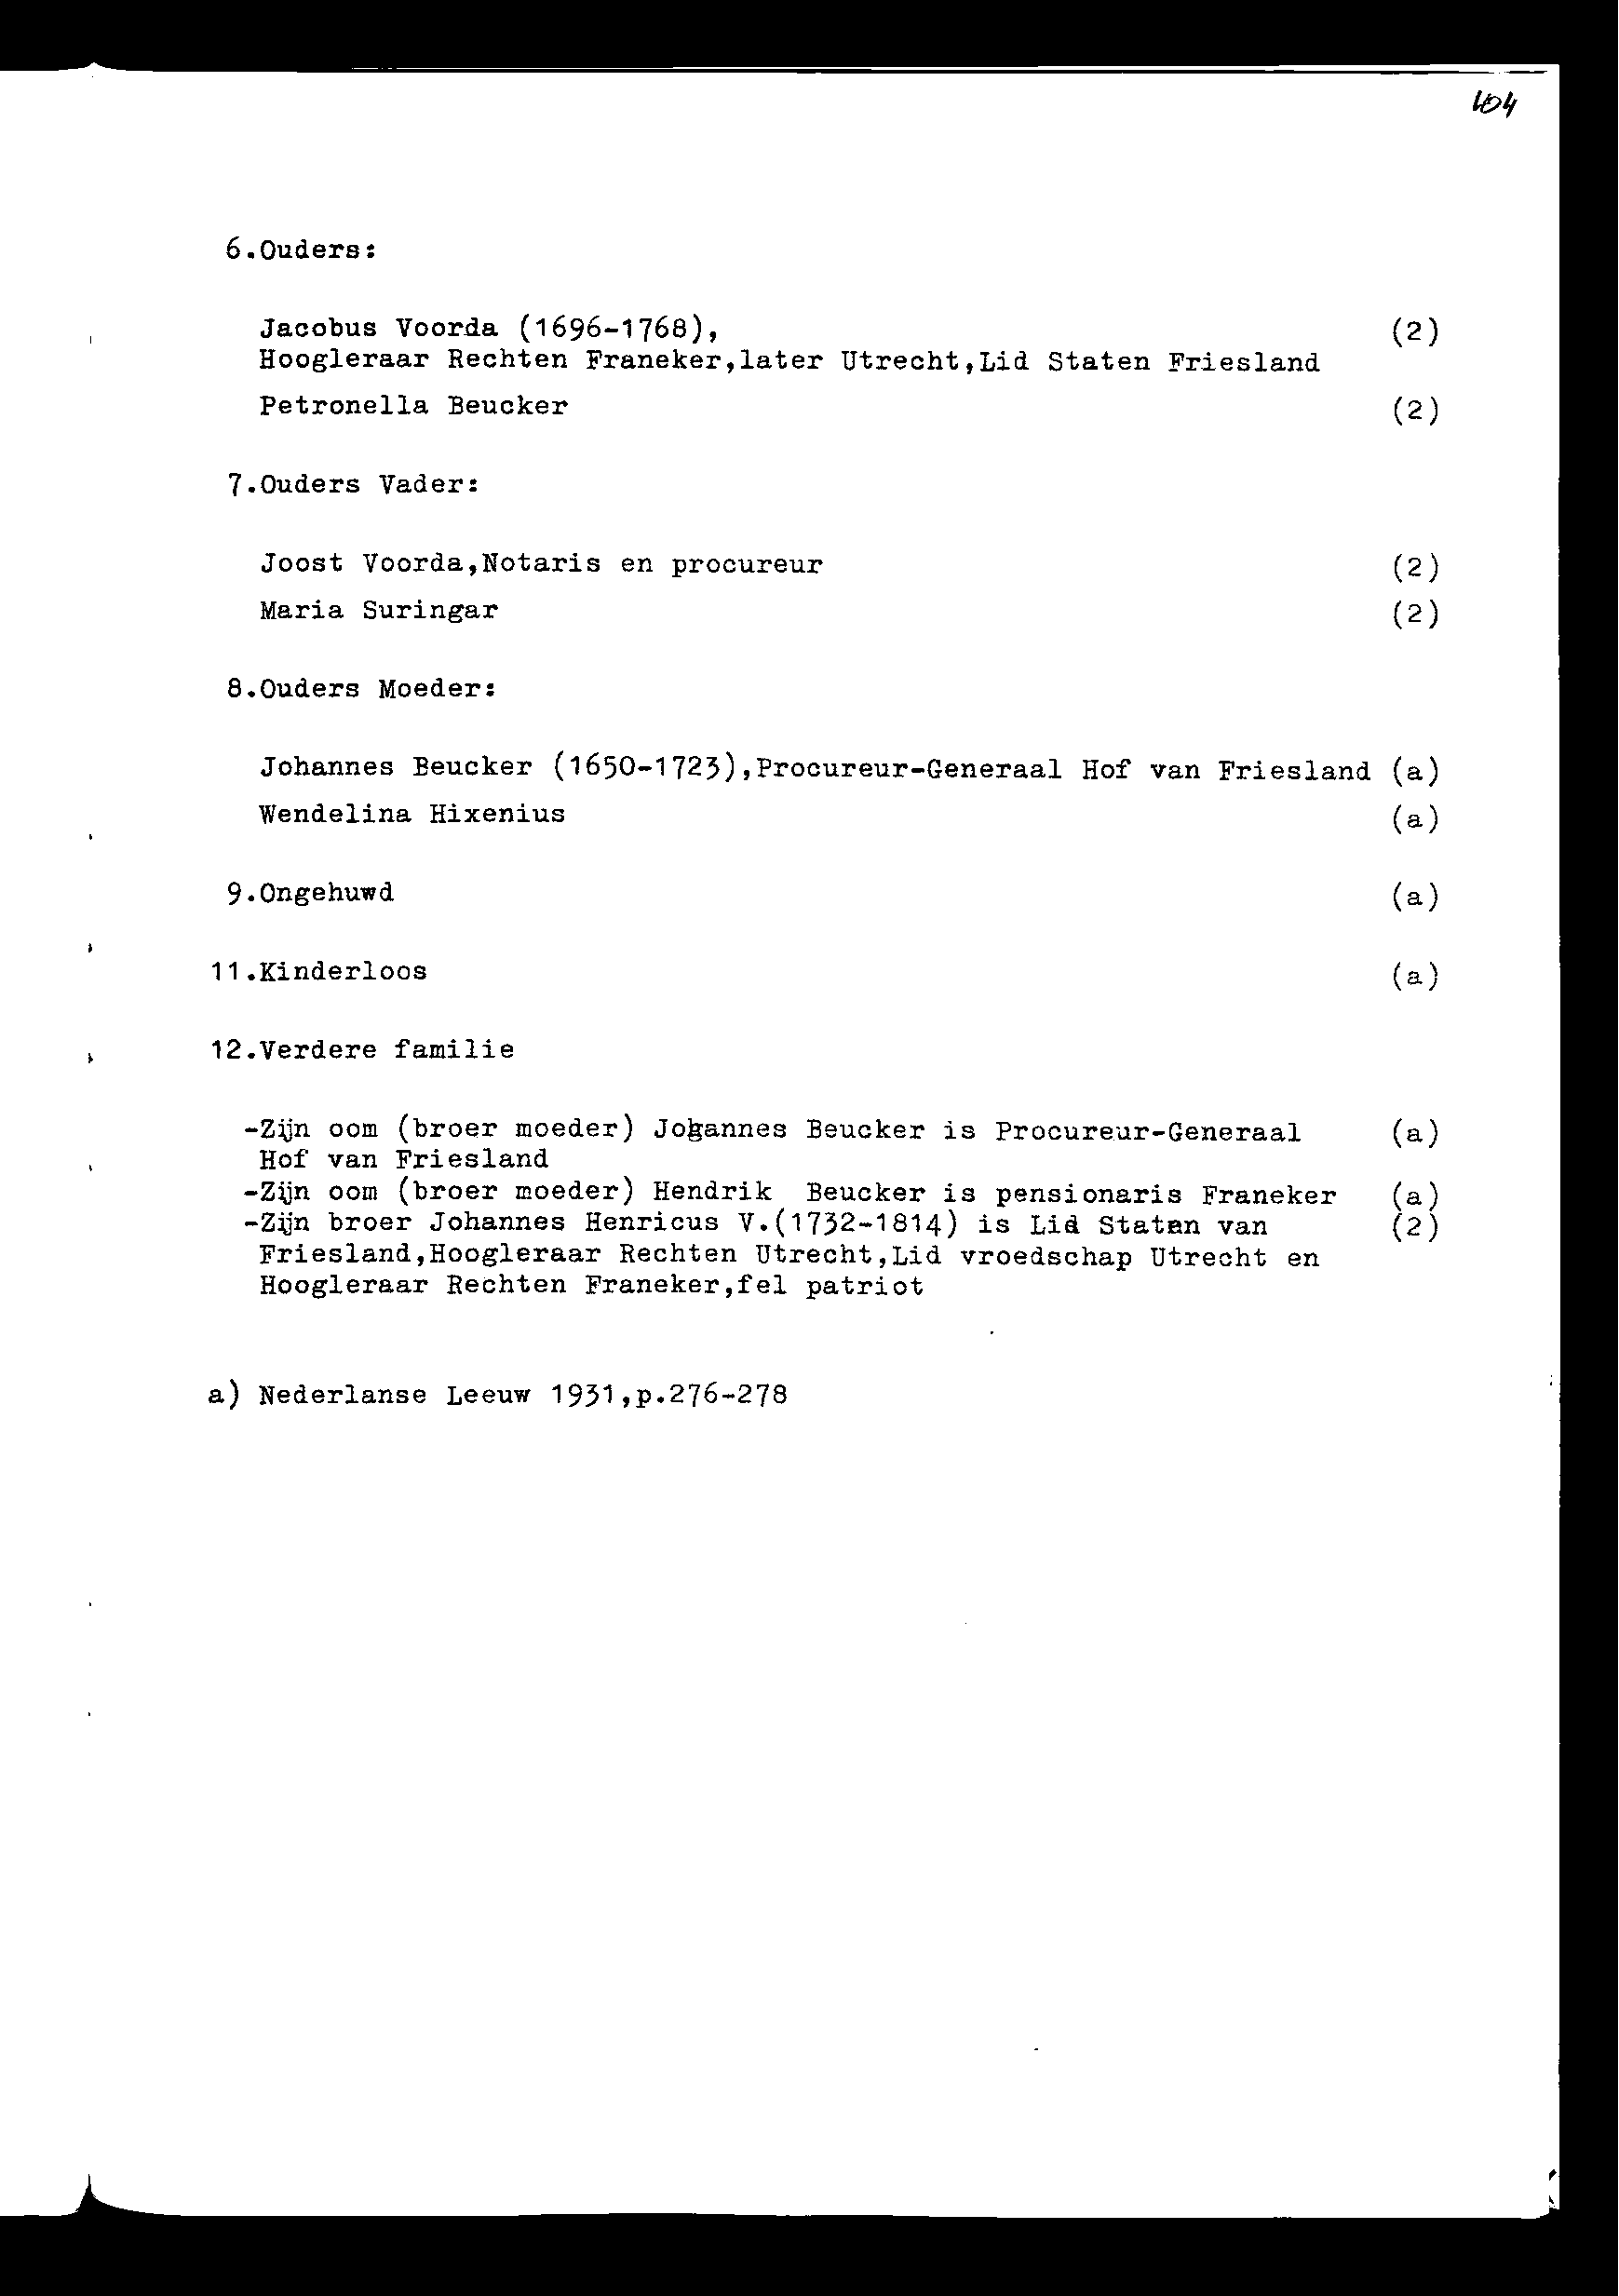 404
6.Ouders:
Jacobus Voorda (1696-1768), (2)
Hoogleraar Rechten Franeker,later Utrecht,Lid Staten Friesland
Petronella Beucker (2)
7.Ouders Vader:
Joost Voorda,Notaris en procureur (2)
Maria Suringar (2)
8.Ouders Moeder:
Johannes Beucker (1650-1723),Procureur-Generaal Hof van Friesland (a)
Wendelina Hixenius (a)
9.Ongehuwd (a)
11.Kinderloos (a)
12.Verdere familie
-Zijn oom (broer moeder) Johannes Beucker is Procureur-Generaal (a)
Hof van Friesland
-Zijn oom (broer moeder) Hendrik Beucker is pensionaris Franeker (a)
-Zijn broer Johannes Henricus V.(1732-1814) is Lid Staten van (2)
Friesland,Hoogleraar Rechten Utrecht,Lid vroedschap Utrecht en
Hoogleraar Rechten Franeker,fel patriot
a) Nederlanse Leeuw 1931,p.276-278